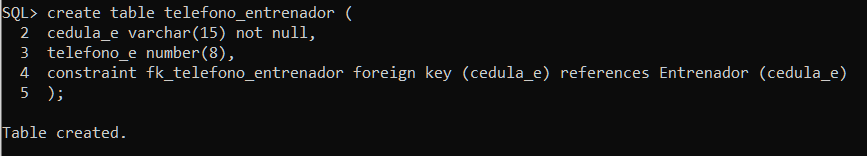 SQL> create table telefono_entrenador (
  2  cedula_e varchar(15) not null,
  3  telefono_e number(8),
  4  constraint fk_telefono_entrenador foreign key (cedula_e) references Entrenador (cedula_e)
  5  );
Table created.